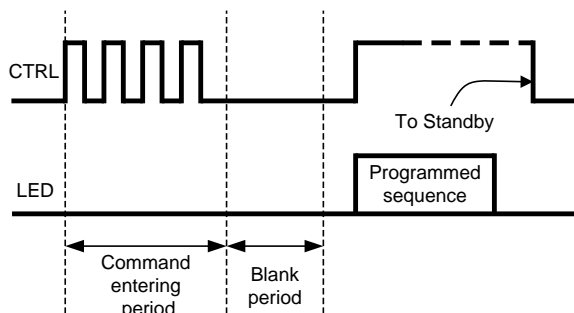 CTRL
To Standby
LED
Programmed
sequence
Command
entering
period
Blank
period